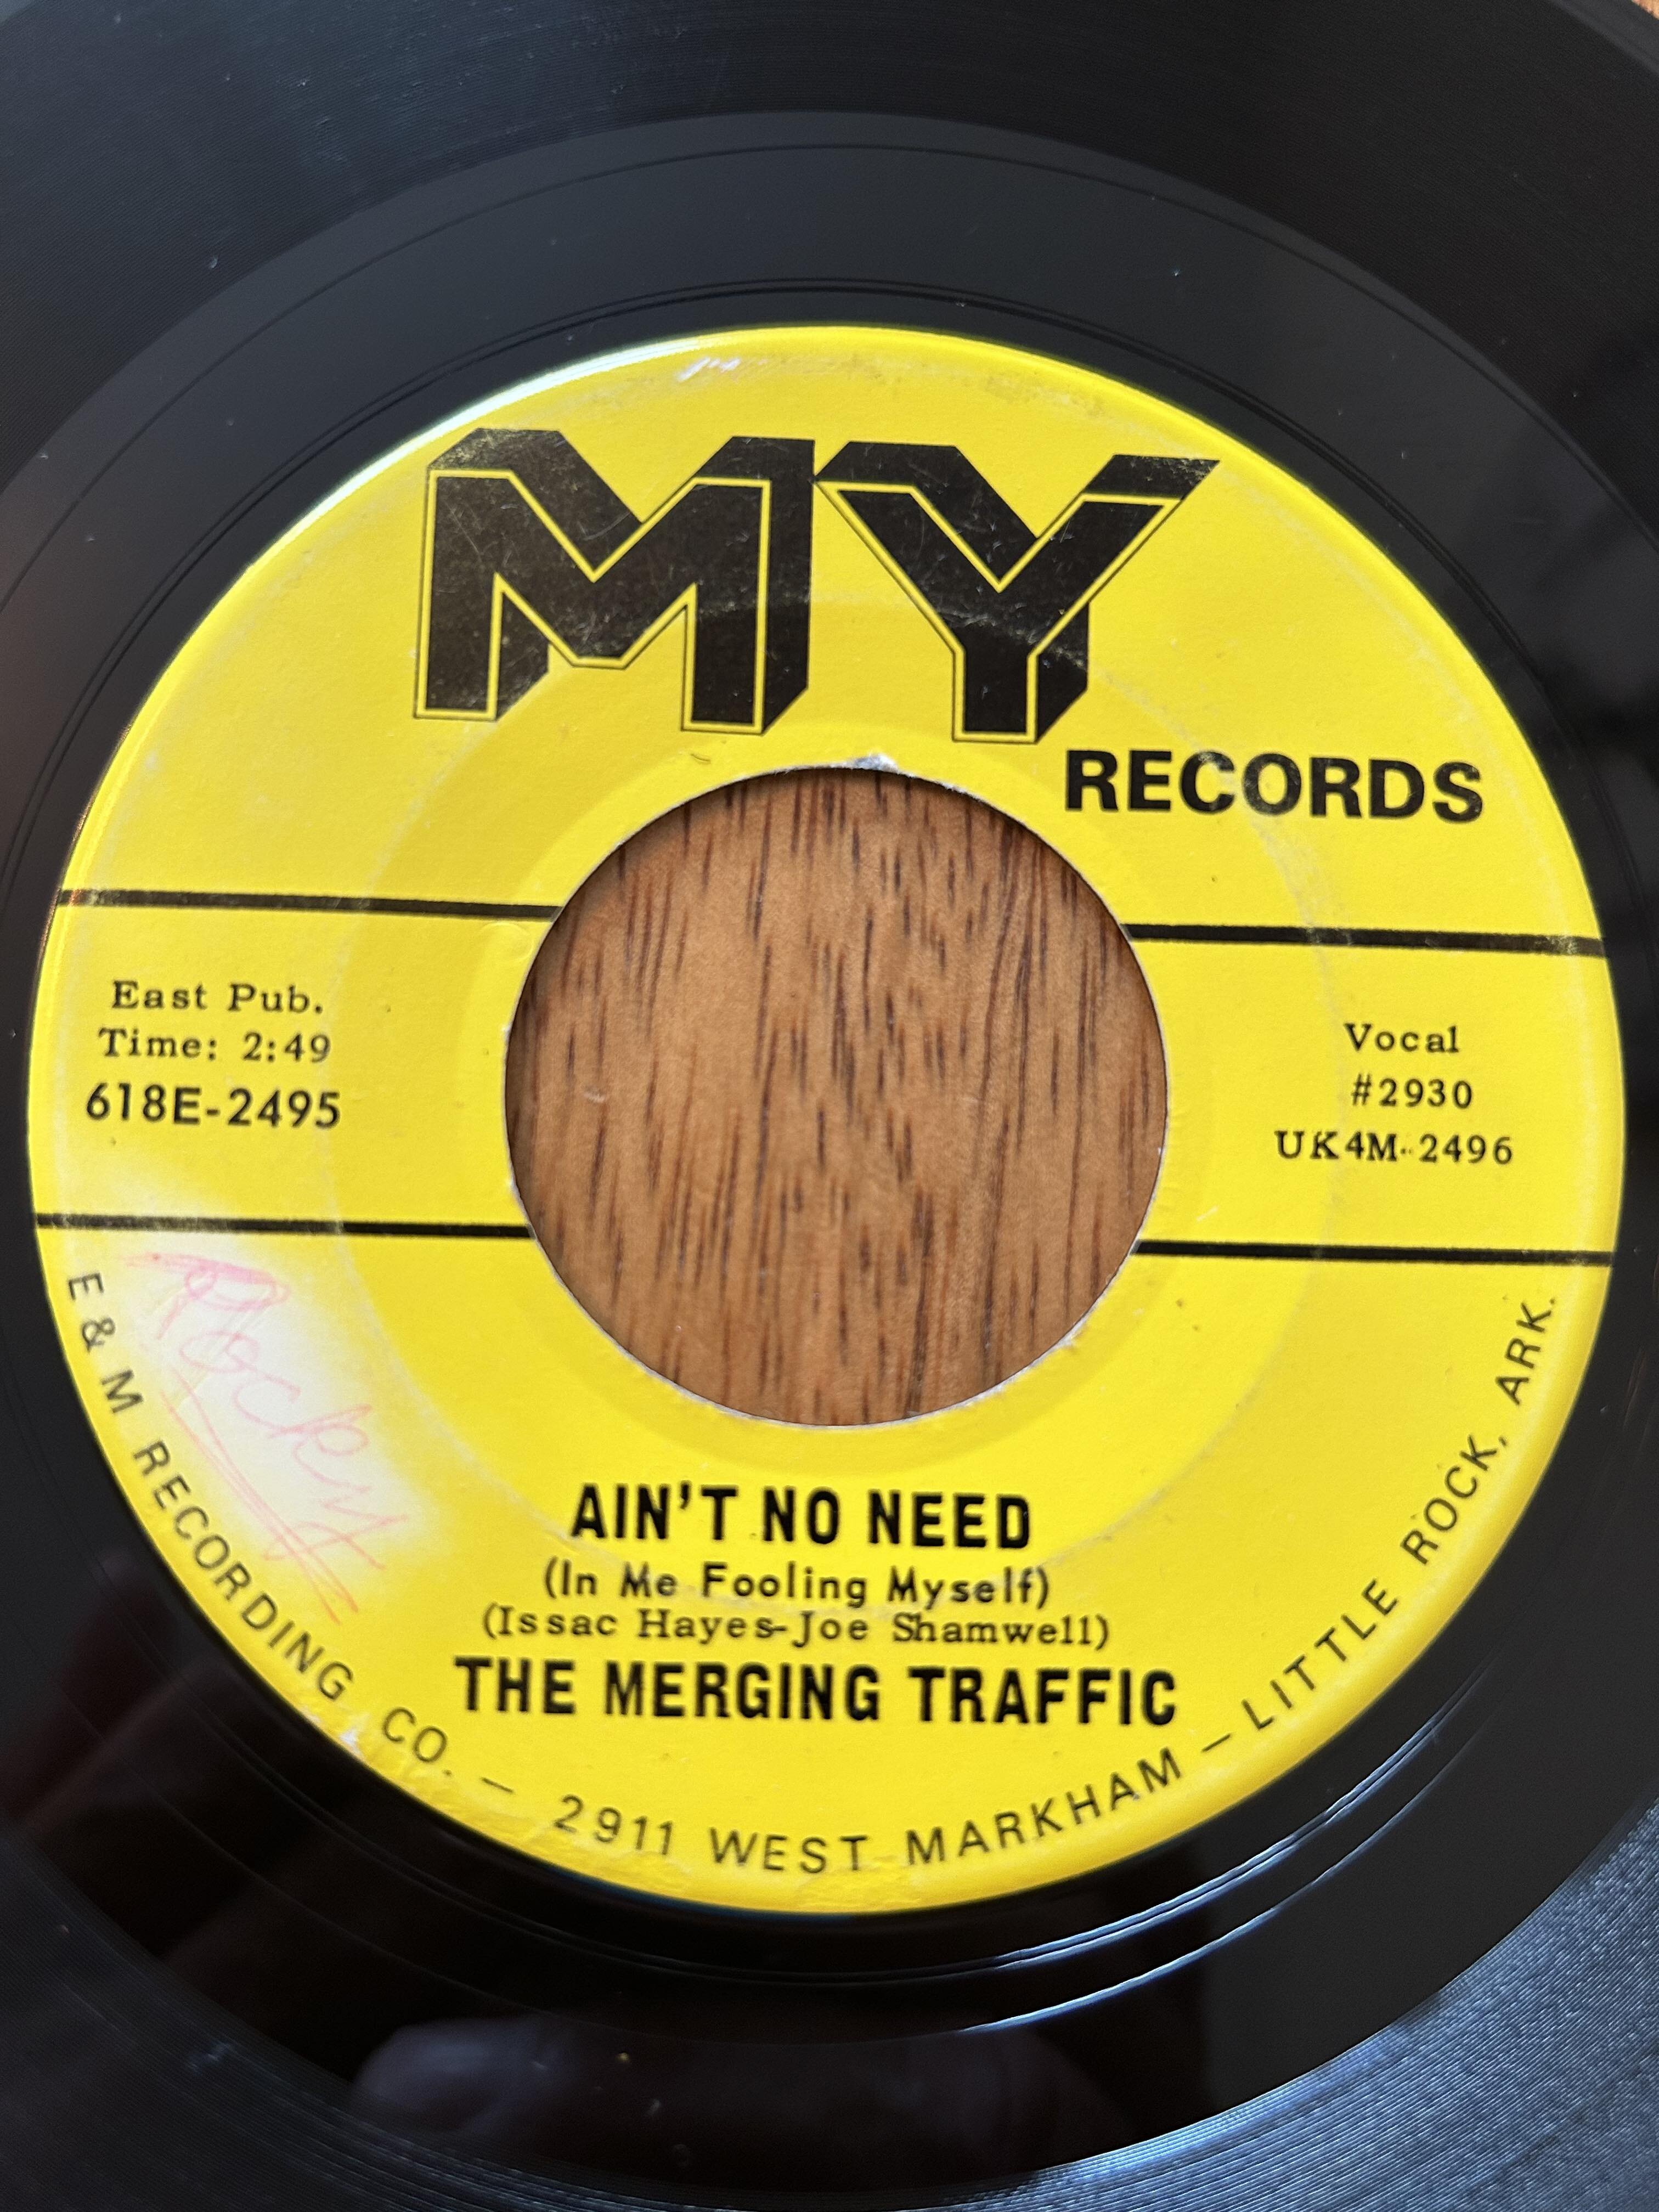 MY
RECORDS
East Pub.
Time: 2:49
618E-2495
Vocal
#2930
UK4M-2496
Rocky
AIN'T NO NEED
(In Me Fooling Myself)
(Issac Hayes-Joe Shamwell)
THE MERGING TRAFFIC
E & M RECORDING CO. - 2911 WEST MARKHAM - LITTLE ROCK, ARK.